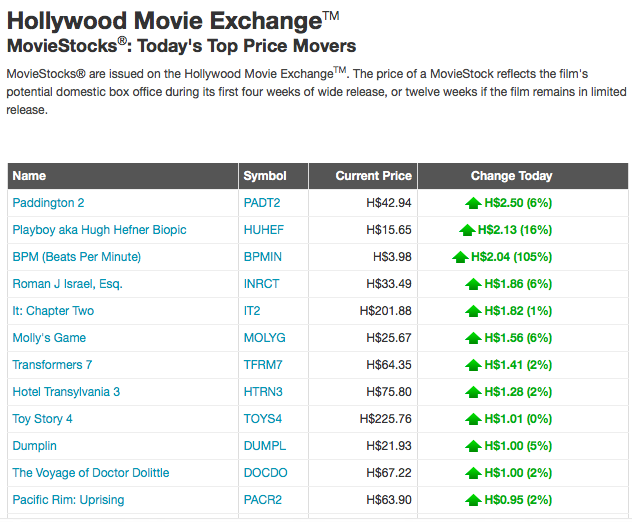 Hollywood Movie Exchange™
MovieStocks®: Today's Top Price Movers
MovieStocks® are issued on the Hollywood Movie Exchange™. The price of a MovieStock reflects the film's
potential domestic box office during its first four weeks of wide release, or twelve weeks if the film remains in limited
release.
Name Symbol Current Price Change Today
Paddington 2 PADT2 H$42.94 H$2.50 (6%)
Playboy aka Hugh Hefner Biopic HUHEF H$15.65 H$2.13 (16%)
BPM (Beats Per Minute) BPMIN H$3.98 H$2.04 (105%)
Roman J Israel, Esq. INRCT H$33.49 H$1.86 (6%)
It: Chapter Two IT2 H$201.88 H$1.82 (1%)
Molly's Game MOLYG H$25.67 H$1.56 (6%)
Transformers 7 TFRM7 H$64.35 H$1.41 (2%)
Hotel Transylvania 3 HTRN3 H$75.80 H$1.28 (2%)
Toy Story 4 TOYS4 H$225.76 H$1.01 (0%)
Dumplin DUMPL H$21.93 H$1.00 (5%)
The Voyage of Doctor Dolittle DOCDO H$67.22 H$1.00 (2%)
Pacific Rim: Uprising PACR2 H$63.90 H$0.95 (2%)